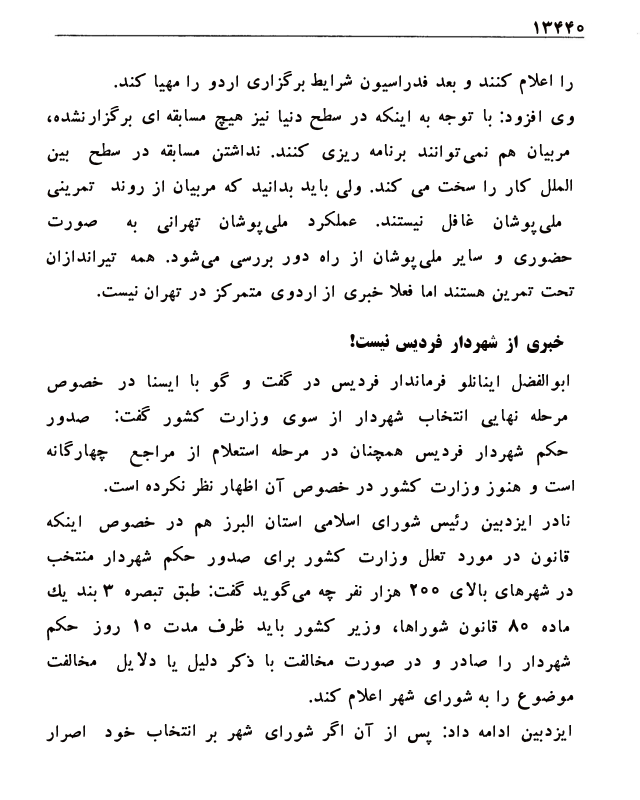 ۱۳۴۴۰
را اعلام کنند و بعد فدراسیون شرایط برگزاری اردو را مهیا کند.
وی افزود: با توجه به اینکه در سطح دنیا نیز هیچ مسابقه ای برگزارنشده،
مربیان هم نمی‌توانند برنامه ریزی کنند. نداشتن مسابقه در سطح بین
الملل کار را سخت می کند. ولی باید بدانید که مربیان از روند تمرینی
ملی‌پوشان غافل نیستند. عملکرد ملی‌پوشان تهرانی به صورت
حضوری و سایر ملی‌پوشان از راه دور بررسی می‌شود. همه تیراندازان
تحت تمرین هستند اما فعلا خبری از اردوی متمرکز در تهران نیست.
خبری از شهردار فردیس نیست!
ابوالفضل اینانلو فرماندار فردیس در گفت و گو با ایسنا در خصوص
مرحله نهایی انتخاب شهردار از سوی وزارت کشور گفت: صدور
حکم شهردار فردیس همچنان در مرحله استعلام از مراجع چهارگانه
است و هنوز وزارت کشور در خصوص آن اظهار نظر نکرده است.
نادر ایزدبین رئیس شورای اسلامی استان البرز هم در خصوص اینکه
قانون در مورد تعلل وزارت کشور برای صدور حکم شهردار منتخب
در شهرهای بالای ۲۰۰ هزار نفر چه می‌گوید گفت: طبق تبصره ۳ بند یك
ماده ۸۰ قانون شوراها، وزیر کشور باید ظرف مدت ۱۰ روز حکم
شهردار را صادر و در صورت مخالفت با ذکر دلیل یا دلایل مخالفت
موضوع را به شورای شهر اعلام کند.
ایزدبین ادامه داد: پس از آن اگر شورای شهر بر انتخاب خود اصرار